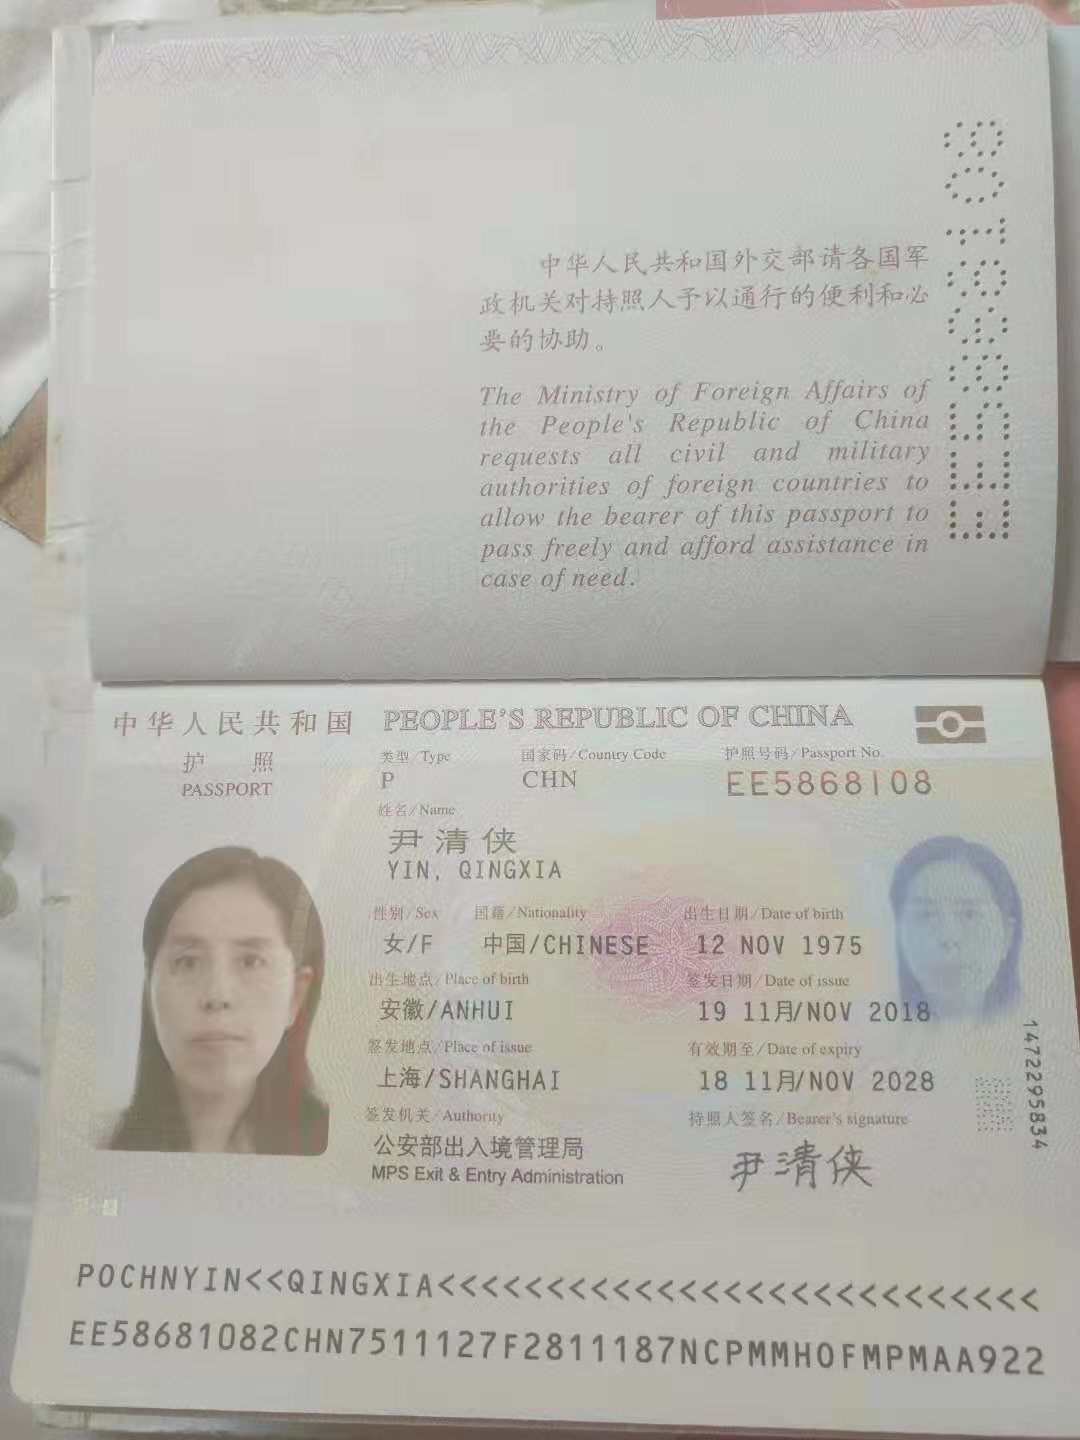 EE5868108
中华人民共和国外交部请各国军
政机关对持照人予以通行的便利和必
要的协助。
The Ministry of Foreign Affairs of
the People's Republic of China
requests all civil and military
authorities of foreign countries to
allow the bearer of this passport to
pass freely and afford assistance in
case of need.
中华人民共和国 PEOPLE'S REPUBLIC OF CHINA
护 照
PASSPORT
类型/Type 国家码/Country Code 护照号码/Passport No.
P CHN EE5868108
姓名/Name
尹清侠
YIN, QINGXIA
性别/Sex 国籍/Nationality 出生日期/Date of birth
女/F 中国/CHINESE 12 NOV 1975
出生地点/Place of birth 签发日期/Date of issue
安徽/ANHUI 19 11月/NOV 2018
签发地点/Place of issue 有效期至/Date of expiry
上海/SHANGHAI 18 11月/NOV 2028
签发机关/Authority 持照人签名/Bearer's signature
公安部出入境管理局 尹清侠
MPS Exit & Entry Administration
1472295834
POCHNYIN<<QINGXIA<<<<<<<<<<<<<<<<<<<<<<<<<<<
EE58681082CHN7511127F2811187NCPMMHOFMPMAA922